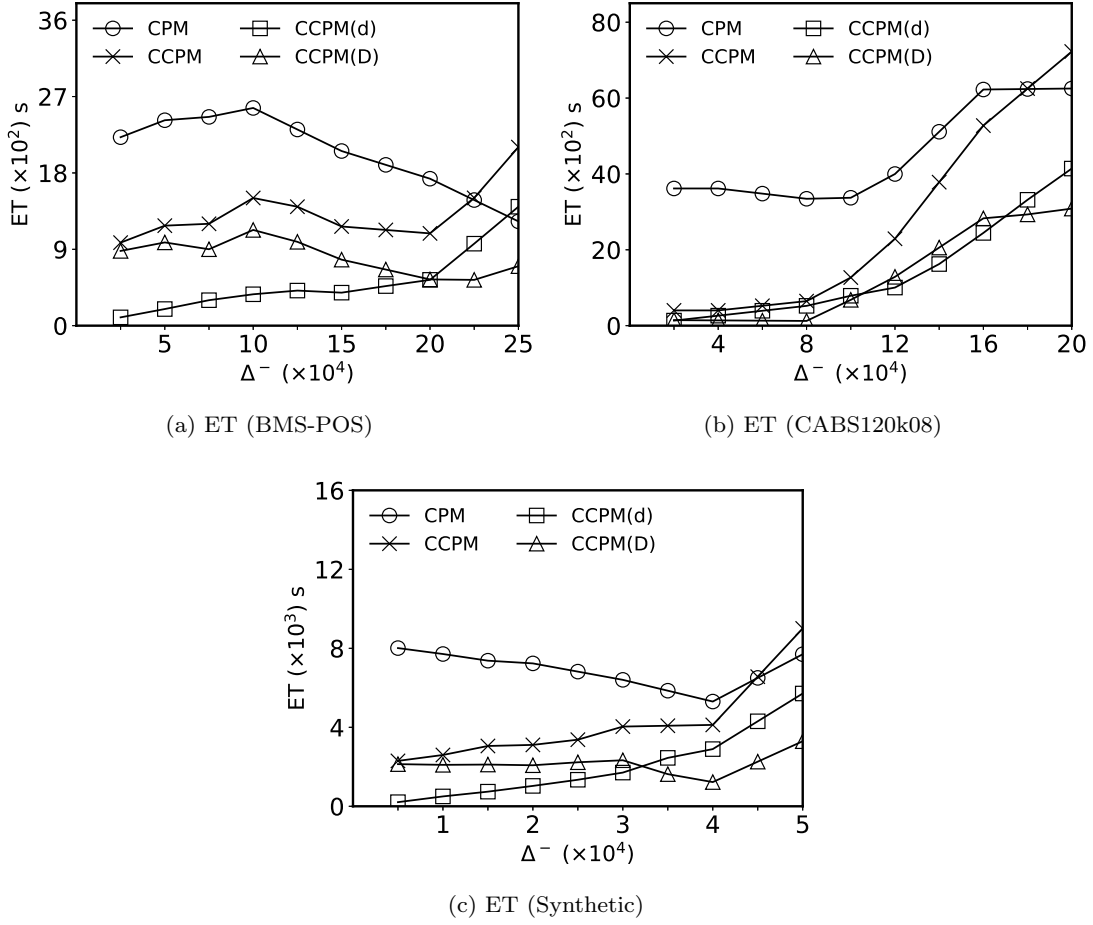 36
27
18
9
0
ET (×10²) s
CPM
CCPM
CCPM(d)
CCPM(D)
5
10
15
20
25
Δ⁻ (×10⁴)
(a) ET (BMS-POS)
80
60
40
20
0
ET (×10²) s
CPM
CCPM
CCPM(d)
CCPM(D)
4
8
12
16
20
Δ⁻ (×10⁴)
(b) ET (CABS120k08)
16
12
8
4
0
ET (×10³) s
CPM
CCPM
CCPM(d)
CCPM(D)
1
2
3
4
5
Δ⁻ (×10⁴)
(c) ET (Synthetic)